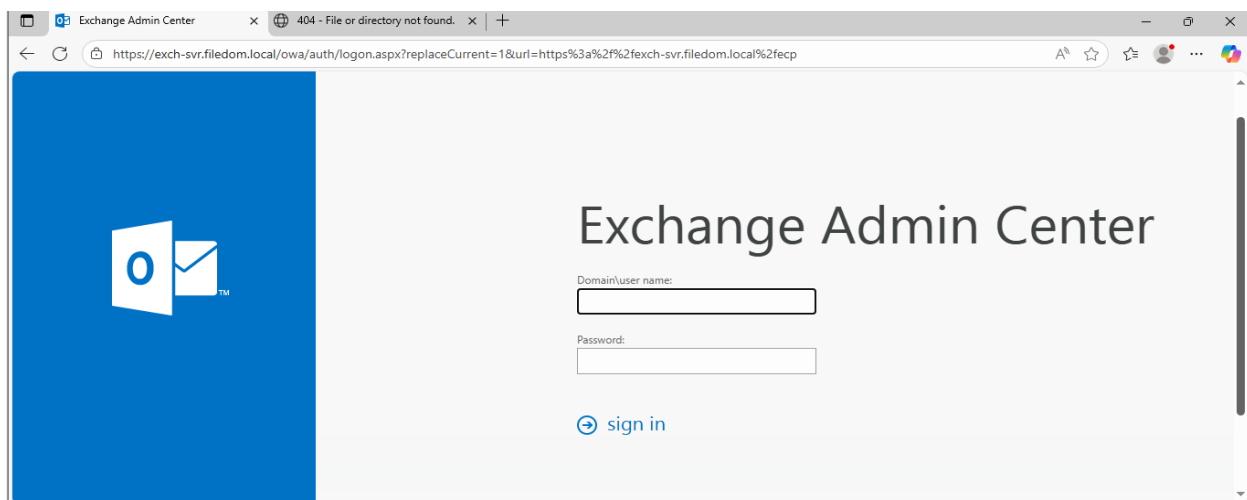 Exchange Admin Center
404 - File or directory not found.
https://exch-svr.filedom.local/owa/auth/logon.aspx?replaceCurrent=1&url=https%3a%2f%2fexch-svr.filedom.local%2fecp
Exchange Admin Center
Domain\user name:
Password:
sign in
O
TM